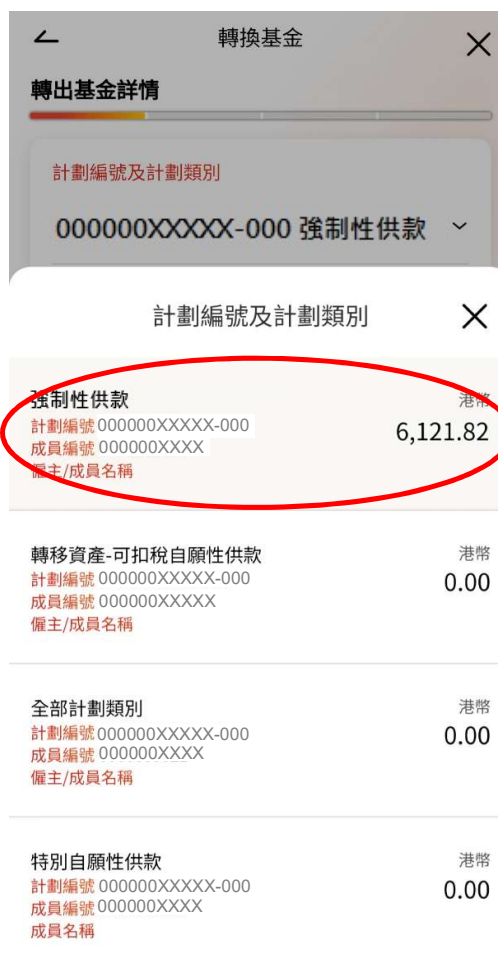 轉換基金
轉出基金詳情
計劃編號及計劃類別
000000XXXXX-000 強制性供款
計劃編號及計劃類別
強制性供款
港幣
計劃編號 000000XXXXX-000
6,121.82
成員編號 000000XXXX
僱主/成員名稱
轉移資產-可扣稅自願性供款
港幣
計劃編號 000000XXXXX-000
0.00
成員編號 000000XXXXX
僱主/成員名稱
全部計劃類別
港幣
計劃編號 000000XXXXX-000
0.00
成員編號 000000XXXX
僱主/成員名稱
特別自願性供款
港幣
計劃編號 000000XXXXX-000
0.00
成員編號 000000XXXX
成員名稱